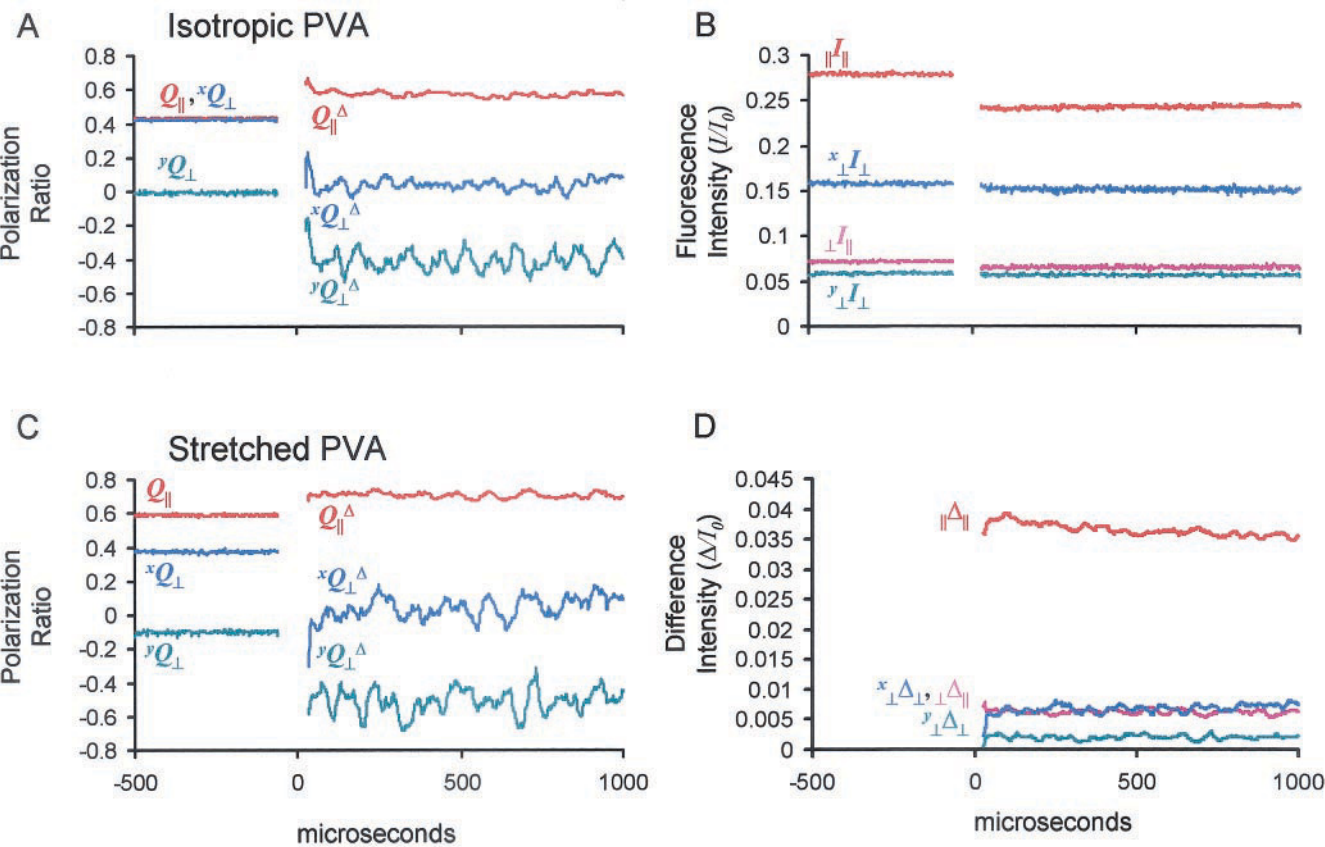 A
Isotropic PVA
Polarization
Ratio
0.8
0.6
0.4
0.2
0
-0.2
-0.4
-0.6
-0.8
Q∥, ˣQ⊥
ʸQ⊥
Q∥Δ
ˣQ⊥Δ
ʸQ⊥Δ
-500
0
500
1000
B
Fluorescence
Intensity (I/I₀)
0.3
0.25
0.2
0.15
0.1
0.05
0
∥I∥
ˣ⊥I⊥
⊥I∥
ʸ⊥I⊥
C
Stretched PVA
Polarization
Ratio
0.8
0.6
0.4
0.2
0
-0.2
-0.4
-0.6
-0.8
Q∥
ˣQ⊥
ʸQ⊥
Q∥Δ
ˣQ⊥Δ
ʸQ⊥Δ
-500
0
500
1000
microseconds
D
Difference
Intensity (Δ/I₀)
0.045
0.04
0.035
0.03
0.025
0.02
0.015
0.01
0.005
0
∥Δ∥
ˣ⊥Δ⊥, ⊥Δ∥
ʸ⊥Δ⊥
-500
0
500
1000
microseconds